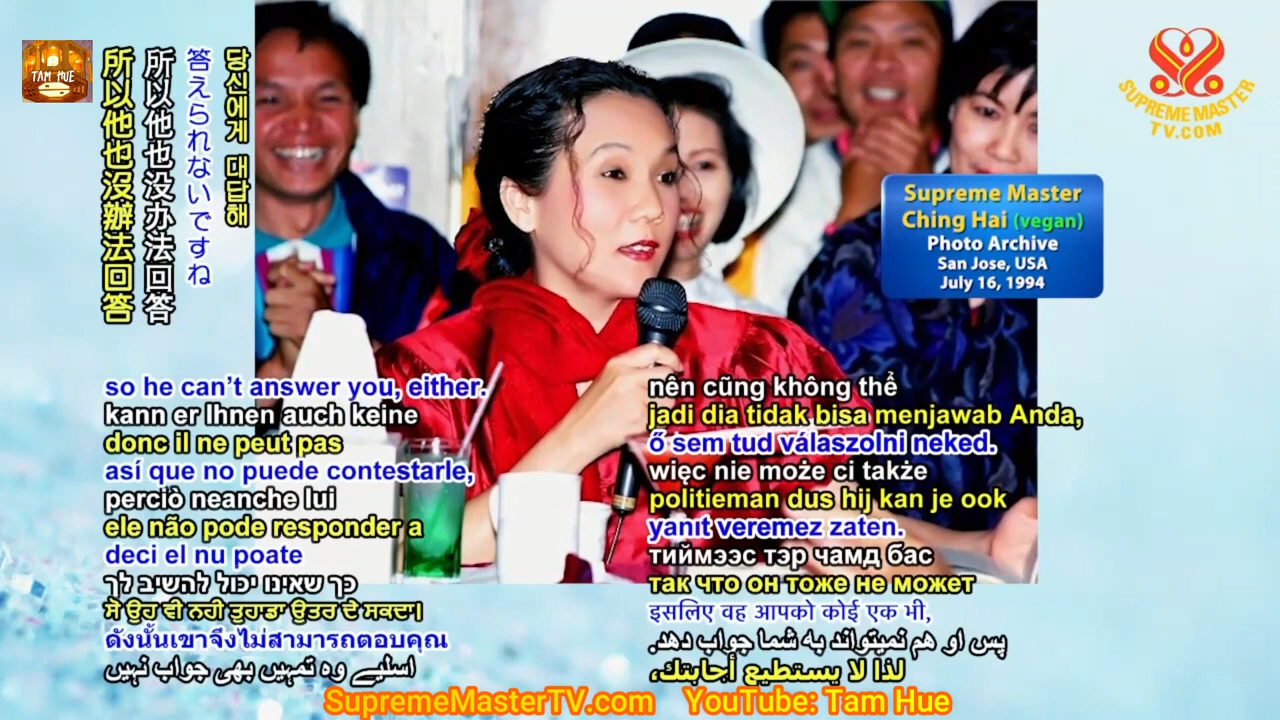 TAM HUE
所以他也沒辦法回答
所以他也没办法回答
答えられないですね
당신에게 대답해
SUPREME MASTER
TV.COM
Supreme Master
Ching Hai (vegan)
Photo Archive
San Jose, USA
July 16, 1994
so he can’t answer you, either.
kann er Ihnen auch keine
donc il ne peut pas
así que no puede contestarle,
perciò neanche lui
ele não pode responder a
deci el nu poate
כך שאינו יכול להשיב לך
ਸੋ ਉਹ ਵੀ ਨਹੀ ਤੁਹਾਡਾ ਉਤਰ ਦੇ ਸਕਦਾ।
ดังนั้นเขาจึงไม่สามารถตอบคุณ
اسلیے وہ تمہیں بھی جواب نہیں
nên cũng không thể
jadi dia tidak bisa menjawab Anda,
ő sem tud válaszolni neked.
więc nie może ci także
politieman dus hij kan je ook
yanıt veremez zaten.
тиймээс тэр чамд бас
так что он тоже не может
इसलिए वह आपको कोई एक भी,
پس او هم نمیتواند به شما جواب دهد.
لذا لا يستطيع أجابتك،
SupremeMasterTV.com YouTube: Tam Hue